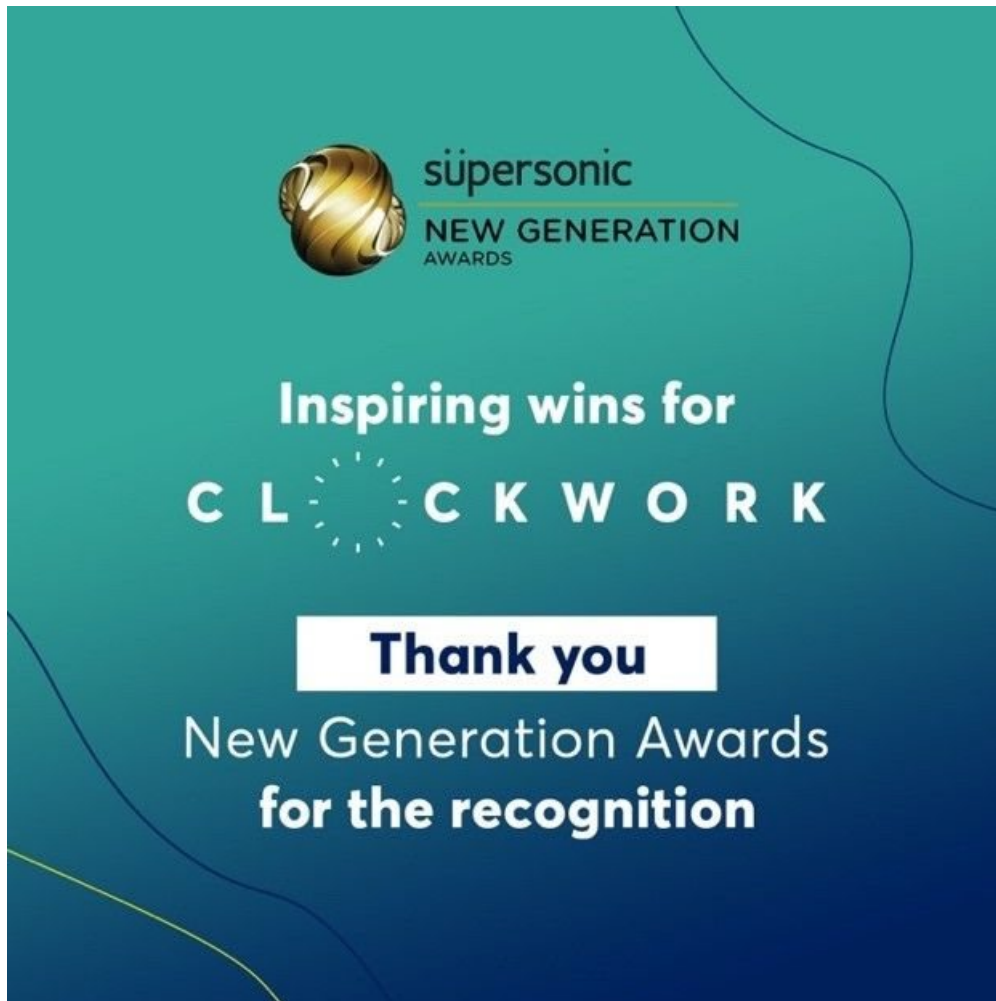 süpersonic
NEW GENERATION
AWARDS
Inspiring wins for
CLOCKWORK
Thank you
New Generation Awards
for the recognition